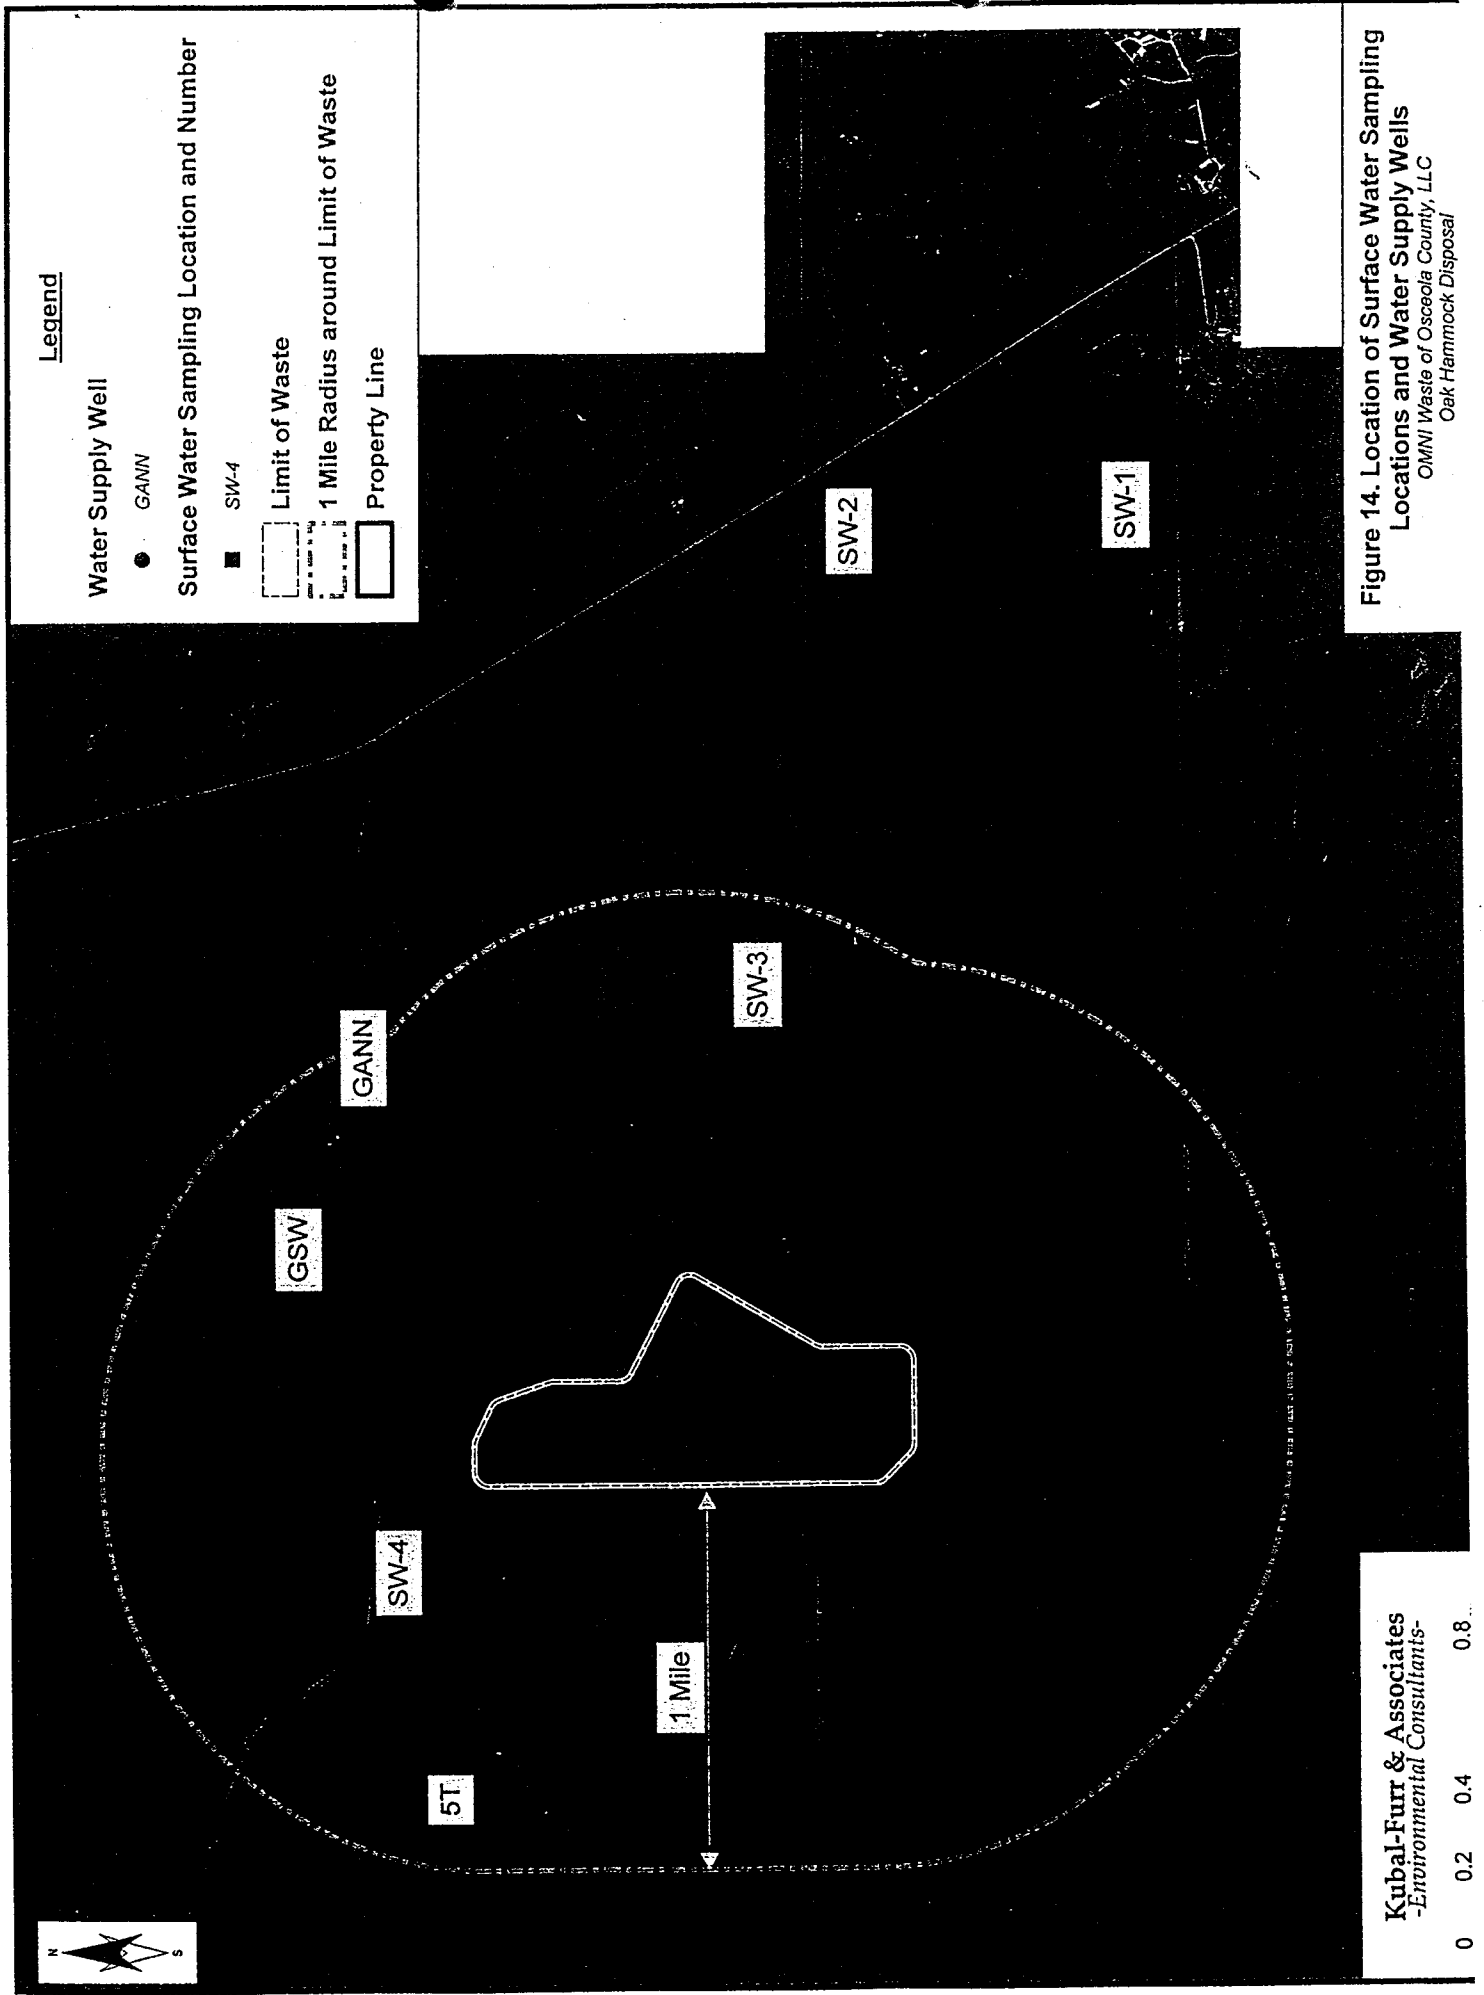 N
S
Legend
Water Supply Well
GANN
Surface Water Sampling Location and Number
SW-4
Limit of Waste
1 Mile Radius around Limit of Waste
Property Line
GSW
GANN
SW-4
5T
SW-3
SW-2
SW-1
1 Mile
Kubal-Furr & Associates
-Environmental Consultants-
0 0.2 0.4 0.8
Figure 14. Location of Surface Water Sampling
Locations and Water Supply Wells
OMNI Waste of Osceola County, LLC
Oak Hammock Disposal